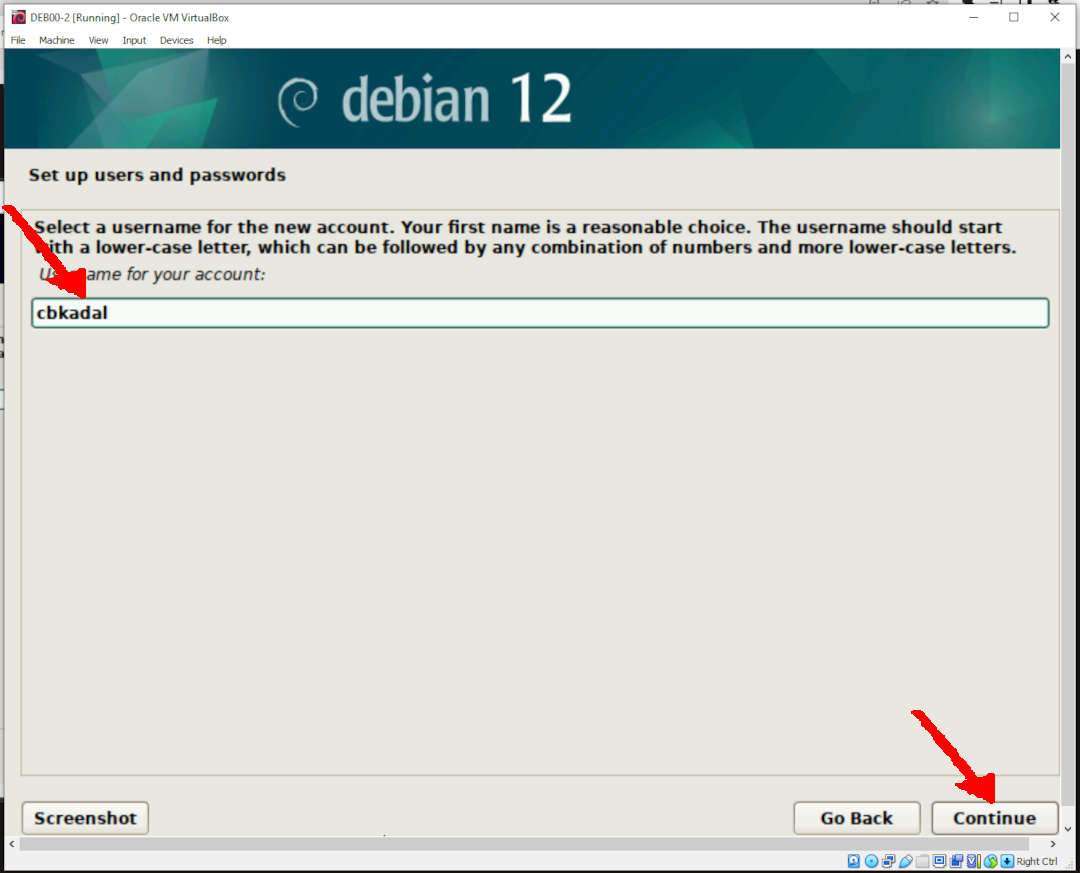 DEB00-2 [Running] - Oracle VM VirtualBox
File Machine View Input Devices Help
debian 12
Set up users and passwords
Select a username for the new account. Your first name is a reasonable choice. The username should start
with a lower-case letter, which can be followed by any combination of numbers and more lower-case letters.
name for your account:
cbkadal
Screenshot Go Back Continue
Right Ctrl